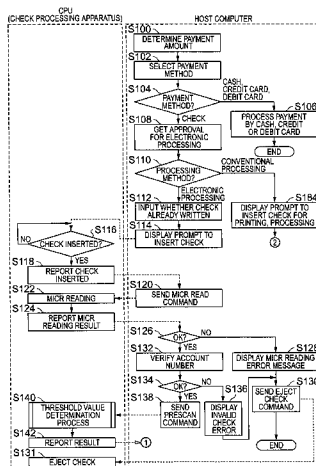 CPU
(CHECK PROCESSING APPARATUS)
HOST COMPUTER
S100
DETERMINE PAYMENT
AMOUNT
S102
SELECT PAYMENT
METHOD
S104
PAYMENT
METHOD?
CASH,
CREDIT CARD,
DEBIT CARD
S106
PROCESS PAYMENT
BY CASH, CREDIT
OR DEBIT CARD
END
CHECK
S108
GET APPROVAL
FOR ELECTRONIC
PROCESSING
S110
PROCESSING
METHOD?
CONVENTIONAL
PROCESSING
ELECTRONIC
PROCESSING
S112
INPUT WHETHER CHECK
ALREADY WRITTEN
S184
DISPLAY PROMPT TO
INSERT CHECK FOR
PRINTING, PROCESSING
2
S114
DISPLAY PROMPT TO
INSERT CHECK
S116
CHECK INSERTED?
NO
YES
S118
REPORT CHECK
INSERTED
S120
SEND MICR READ
COMMAND
S122
MICR READING
S124
REPORT MICR
READING RESULT
S126
OK?
NO
YES
S128
DISPLAY MICR READING
ERROR MESSAGE
S132
VERIFY ACCOUNT
NUMBER
S130
SEND EJECT
CHECK COMMAND
END
S134
OK?
NO
YES
S136
DISPLAY
INVALID CHECK
ERROR
S138
SEND
PRESCAN
COMMAND
S140
THRESHOLD VALUE
DETERMINATION
PROCESS
S142
REPORT RESULT
1
S131
EJECT CHECK